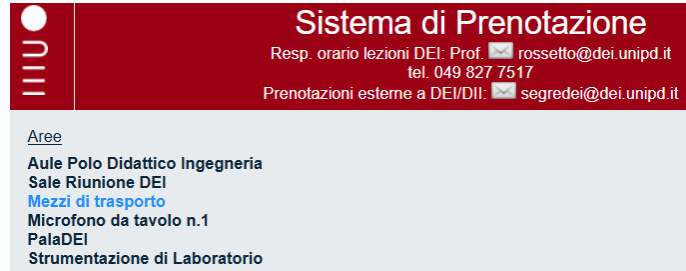 Sistema di Prenotazione
Resp. orario lezioni DEI: Prof. rossetto@dei.unipd.it
tel. 049 827 7517
Prenotazioni esterne a DEI/DII: segredei@dei.unipd.it
Aree
Aule Polo Didattico Ingegneria
Sale Riunione DEI
Mezzi di trasporto
Microfono da tavolo n.1
PalaDEI
Strumentazione di Laboratorio